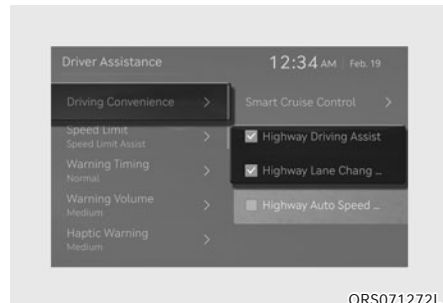 Driver Assistance
12:34 AM Feb. 19
Driving Convenience >
Smart Cruise Control >
Speed Limit >
Speed Limit Assist
Highway Driving Assist
Warning Timing >
Normal
Highway Lane Chang ...
Warning Volume >
Medium
Highway Auto Speed ...
Haptic Warning >
Medium
ORS071272L